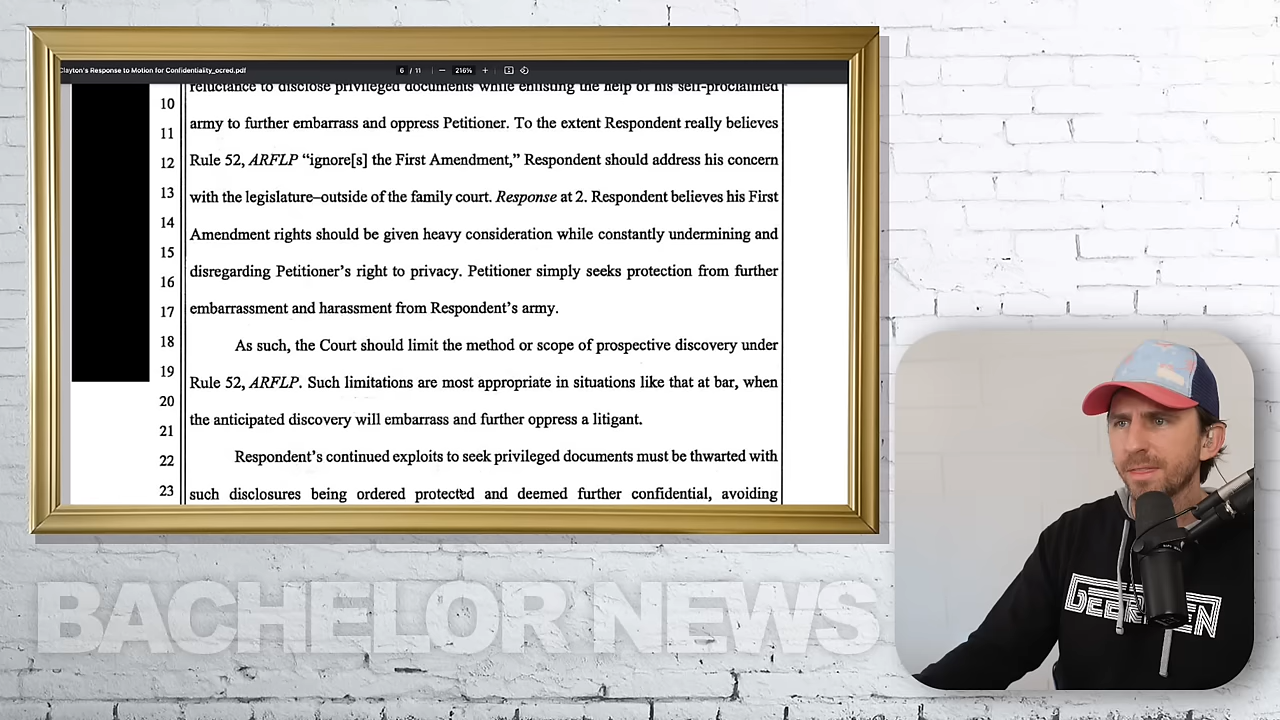 Clayton's Response to Motion for Confidentiality_ocred.pdf
6 / 11
216%
reluctance to disclose privileged documents while enlisting the help of his self-proclaimed
10
army to further embarrass and oppress Petitioner. To the extent Respondent really believes
11
Rule 52, ARFLP “ignore[s] the First Amendment,” Respondent should address his concern
12
with the legislature–outside of the family court. Response at 2. Respondent believes his First
13
Amendment rights should be given heavy consideration while constantly undermining and
14
15
disregarding Petitioner’s right to privacy. Petitioner simply seeks protection from further
16
embarrassment and harassment from Respondent’s army.
17
18
As such, the Court should limit the method or scope of prospective discovery under
19
Rule 52, ARFLP. Such limitations are most appropriate in situations like that at bar, when
20
the anticipated discovery will embarrass and further oppress a litigant.
21
22
Respondent’s continued exploits to seek privileged documents must be thwarted with
23
such disclosures being ordered protected and deemed further confidential, avoiding
BACHELOR NEWS